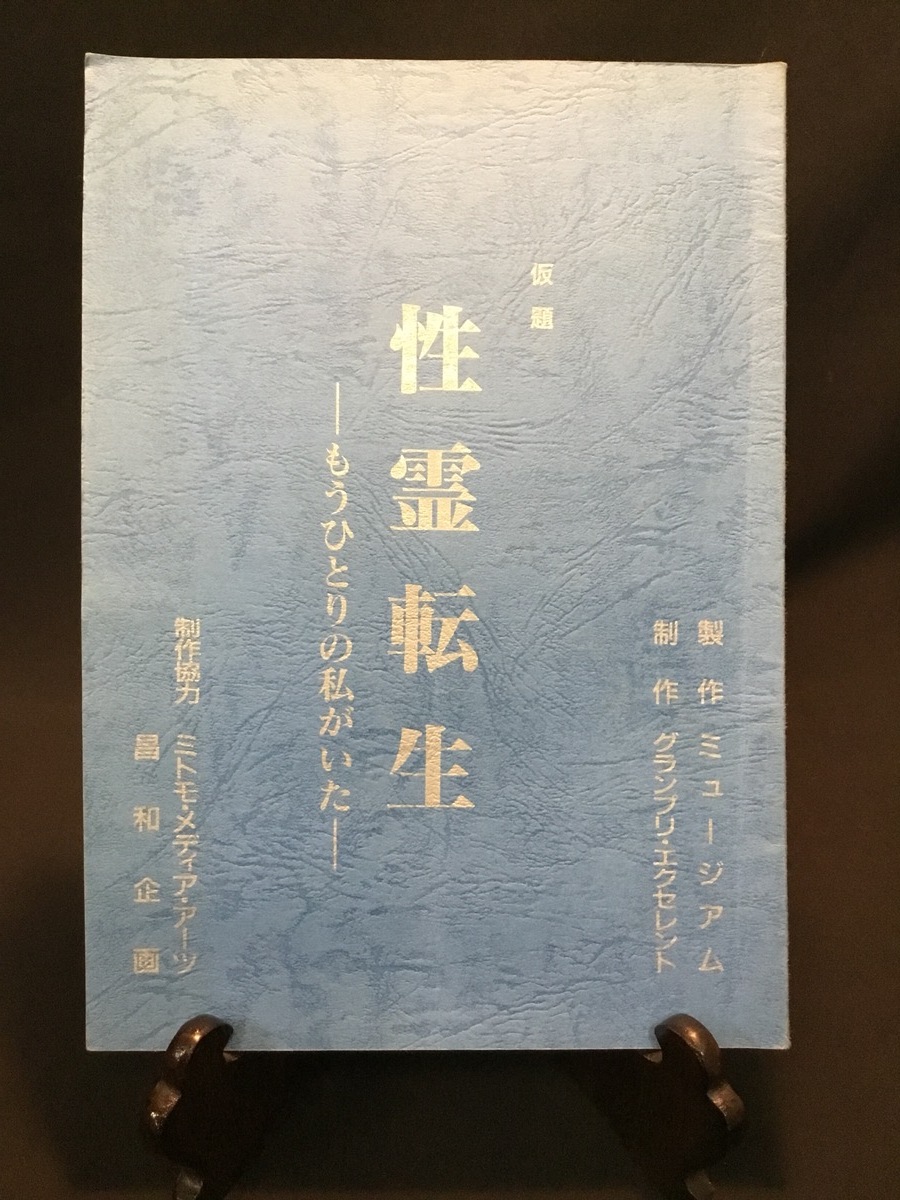 製作 ミュージアム
制作 グランプリ・エクセレント
仮題
性霊転生
―もうひとりの私がいた―
制作協力 ミトモ・メディア・アーツ
昌和企画